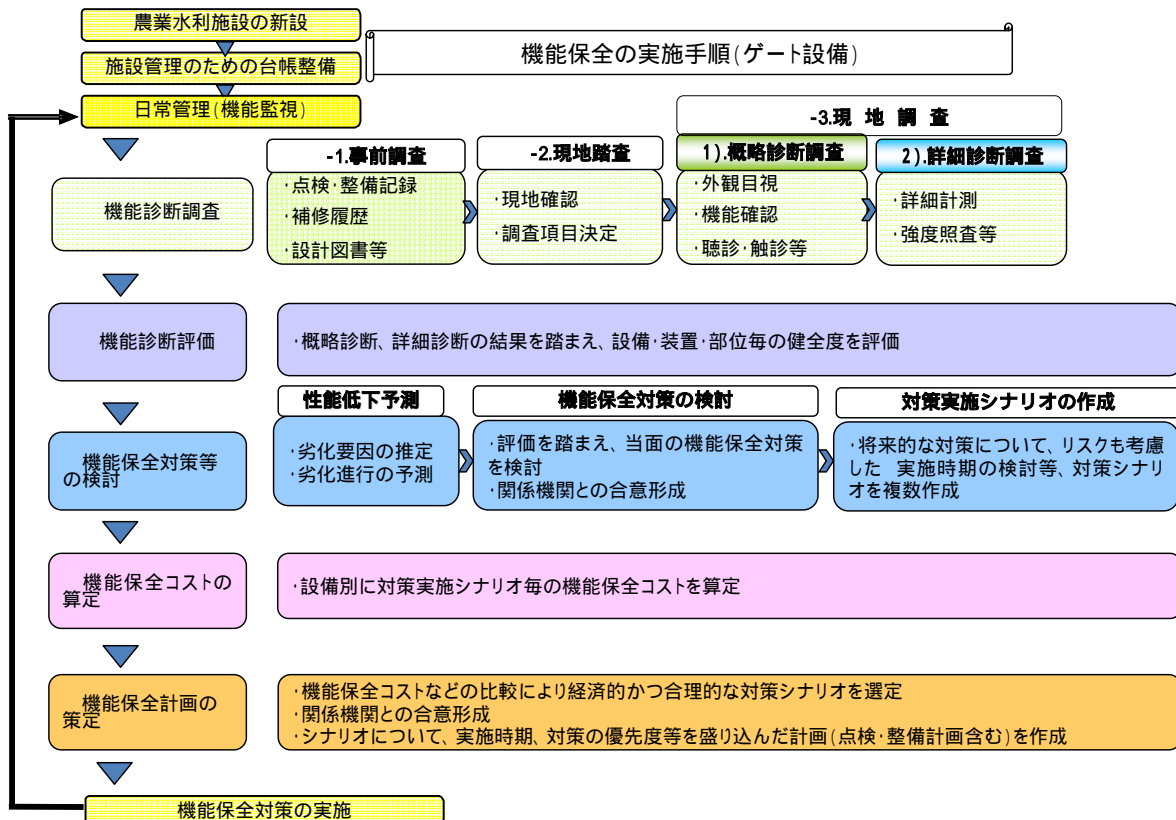 農業水利施設の新設
機能保全の実施手順(ゲート設備)
施設管理のための台帳整備
日常管理(機能監視)
-3.現 地 調 査
-1.事前調査
-2.現地踏査
1).概略診断調査
2).詳細診断調査
機能診断調査
･点検･整備記録
･補修履歴
･設計図書等
･現地確認
･調査項目決定
･外観目視
･機能確認
･聴診･触診等
･詳細計測
･強度照査等
機能診断評価
･概略診断、詳細診断の結果を踏まえ、設備･装置･部位毎の健全度を評価
性能低下予測
機能保全対策の検討
対策実施シナリオの作成
機能保全対策等
の検討
･劣化要因の推定
･劣化進行の予測
･評価を踏まえ、当面の機能保全対策
を検討
･関係機関との合意形成
･将来的な対策について、リスクも考慮
した 実施時期の検討等、対策シナリ
オを複数作成
機能保全コストの
算定
･設備別に対策実施シナリオ毎の機能保全コストを算定
機能保全計画の
策定
･機能保全コストなどの比較により経済的かつ合理的な対策シナリオを選定
･関係機関との合意形成
･シナリオについて、実施時期、対策の優先度等を盛り込んだ計画(点検･整備計画含む)を作成
機能保全対策の実施